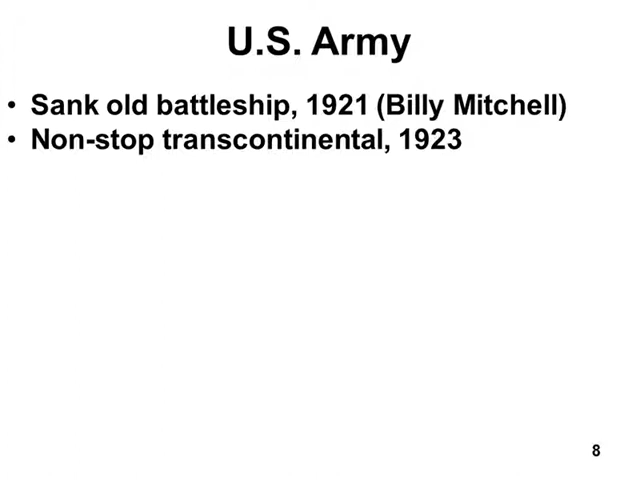 U.S. Army
• Sank old battleship, 1921 (Billy Mitchell)
• Non-stop transcontinental, 1923
8